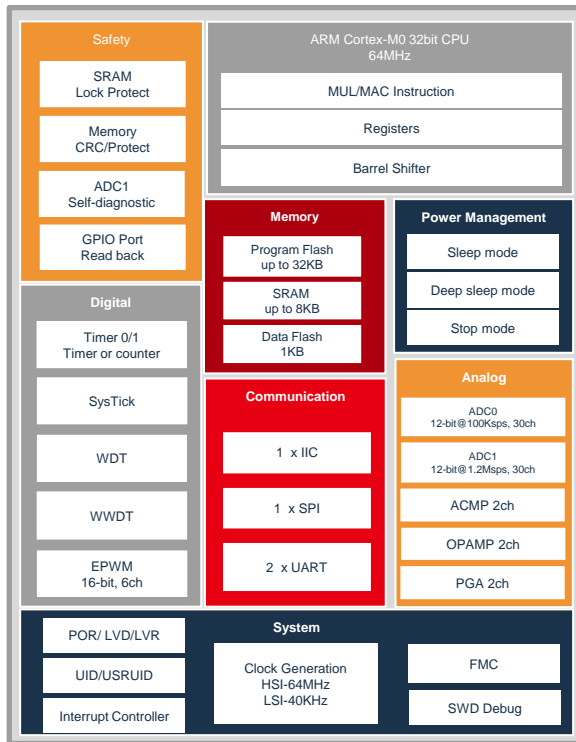 Safety
SRAM
Lock Protect
Memory
CRC/Protect
ADC1
Self-diagnostic
GPIO Port
Read back
ARM Cortex-M0 32bit CPU
64MHz
MUL/MAC Instruction
Registers
Barrel Shifter
Memory
Program Flash
up to 32KB
SRAM
up to 8KB
Data Flash
1KB
Power Management
Sleep mode
Deep sleep mode
Stop mode
Digital
Timer 0/1
Timer or counter
SysTick
WDT
WWDT
EPWM
16-bit, 6ch
Communication
1 x IIC
1 x SPI
2 x UART
Analog
ADC0
12-bit@100Ksps, 30ch
ADC1
12-bit@1.2Msps, 30ch
ACMP 2ch
OPAMP 2ch
PGA 2ch
System
POR/ LVD/LVR
UID/USRUID
Interrupt Controller
Clock Generation
HSI-64MHz
LSI-40KHz
FMC
SWD Debug